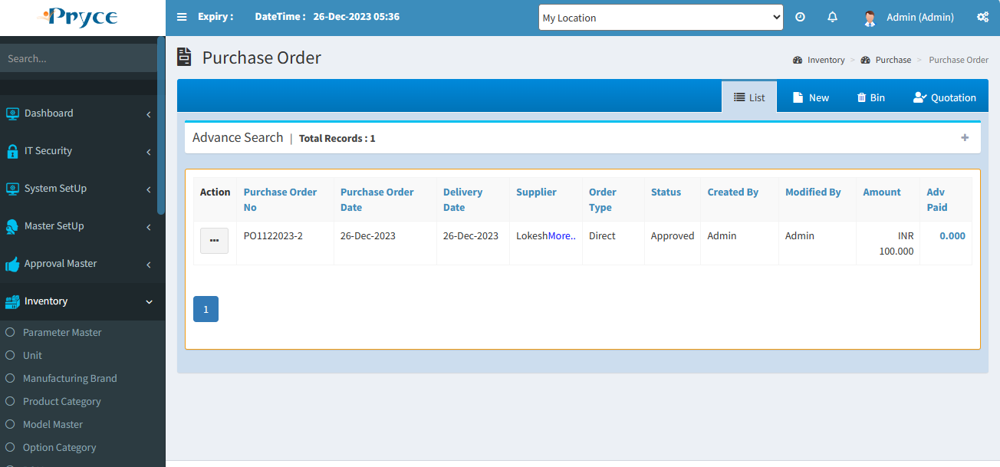 Pryce
Expiry : DateTime : 26-Dec-2023 05:36
My Location
Admin (Admin)
Search...
Dashboard
IT Security
System SetUp
Master SetUp
Approval Master
Inventory
Parameter Master
Unit
Manufacturing Brand
Product Category
Model Master
Option Category
Purchase Order
Inventory > Purchase > Purchase Order
List New Bin Quotation
Advance Search | Total Records : 1
Action Purchase Order No Purchase Order Date Delivery Date Supplier Order Type Status Created By Modified By Amount Adv Paid
... PO1122023-2 26-Dec-2023 26-Dec-2023 LokeshMore.. Direct Approved Admin Admin INR 100.000 0.000
1